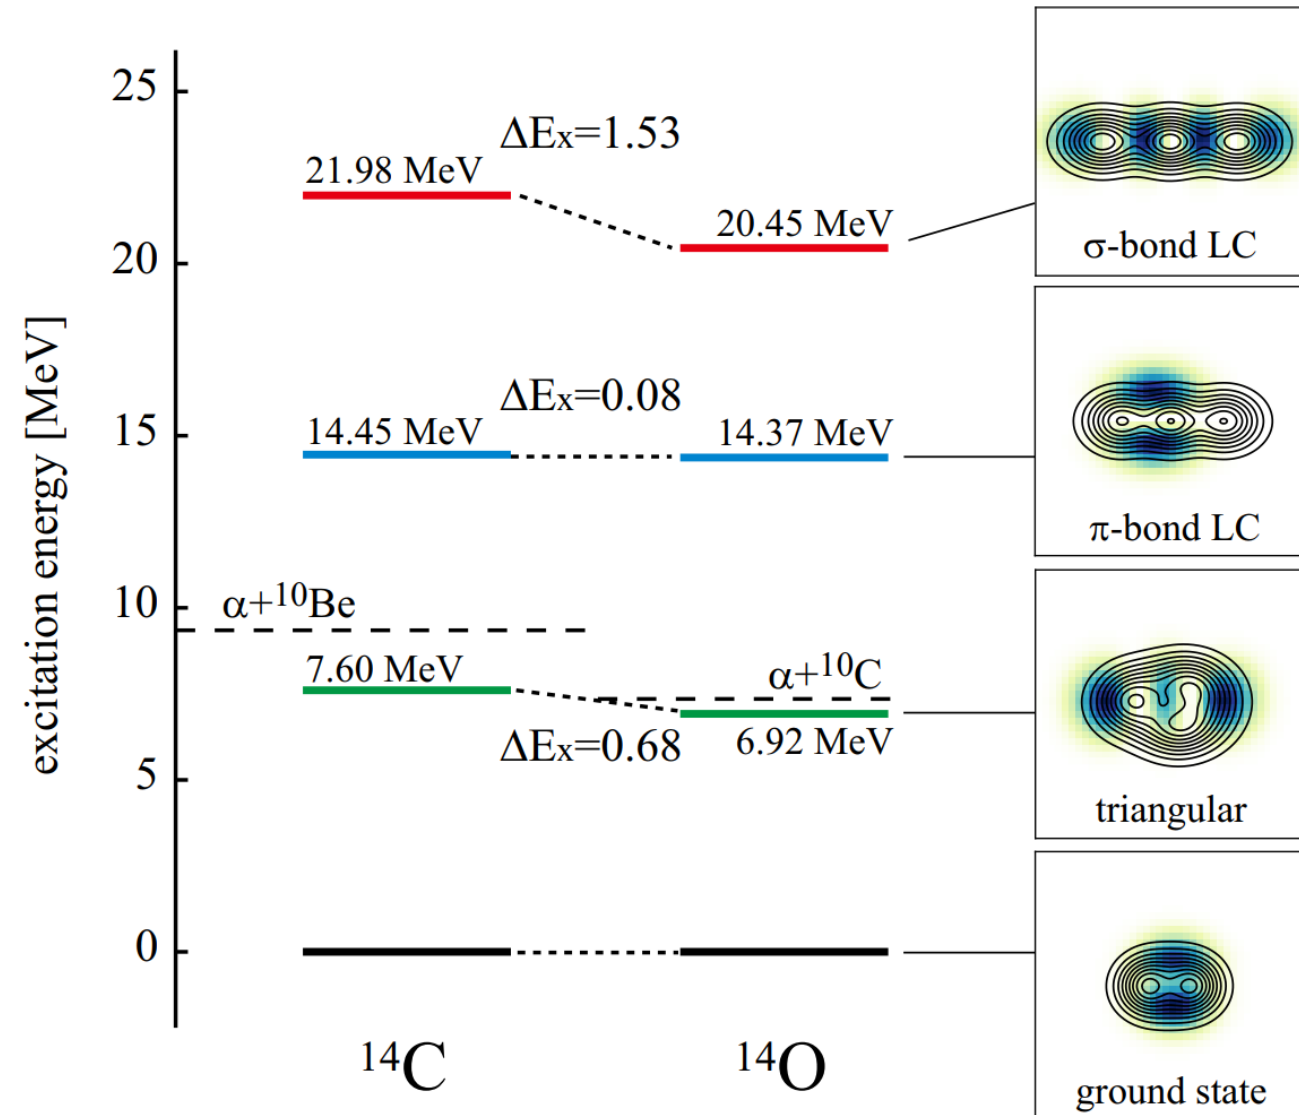 25
ΔEx=1.53
21.98 MeV
20.45 MeV
σ-bond LC
20
excitation energy [MeV]
ΔEx=0.08
14.45 MeV
14.37 MeV
15
π-bond LC
10
α+¹⁰Be
7.60 MeV
α+¹⁰C
ΔEx=0.68
6.92 MeV
5
triangular
0
¹⁴C
¹⁴O
ground state